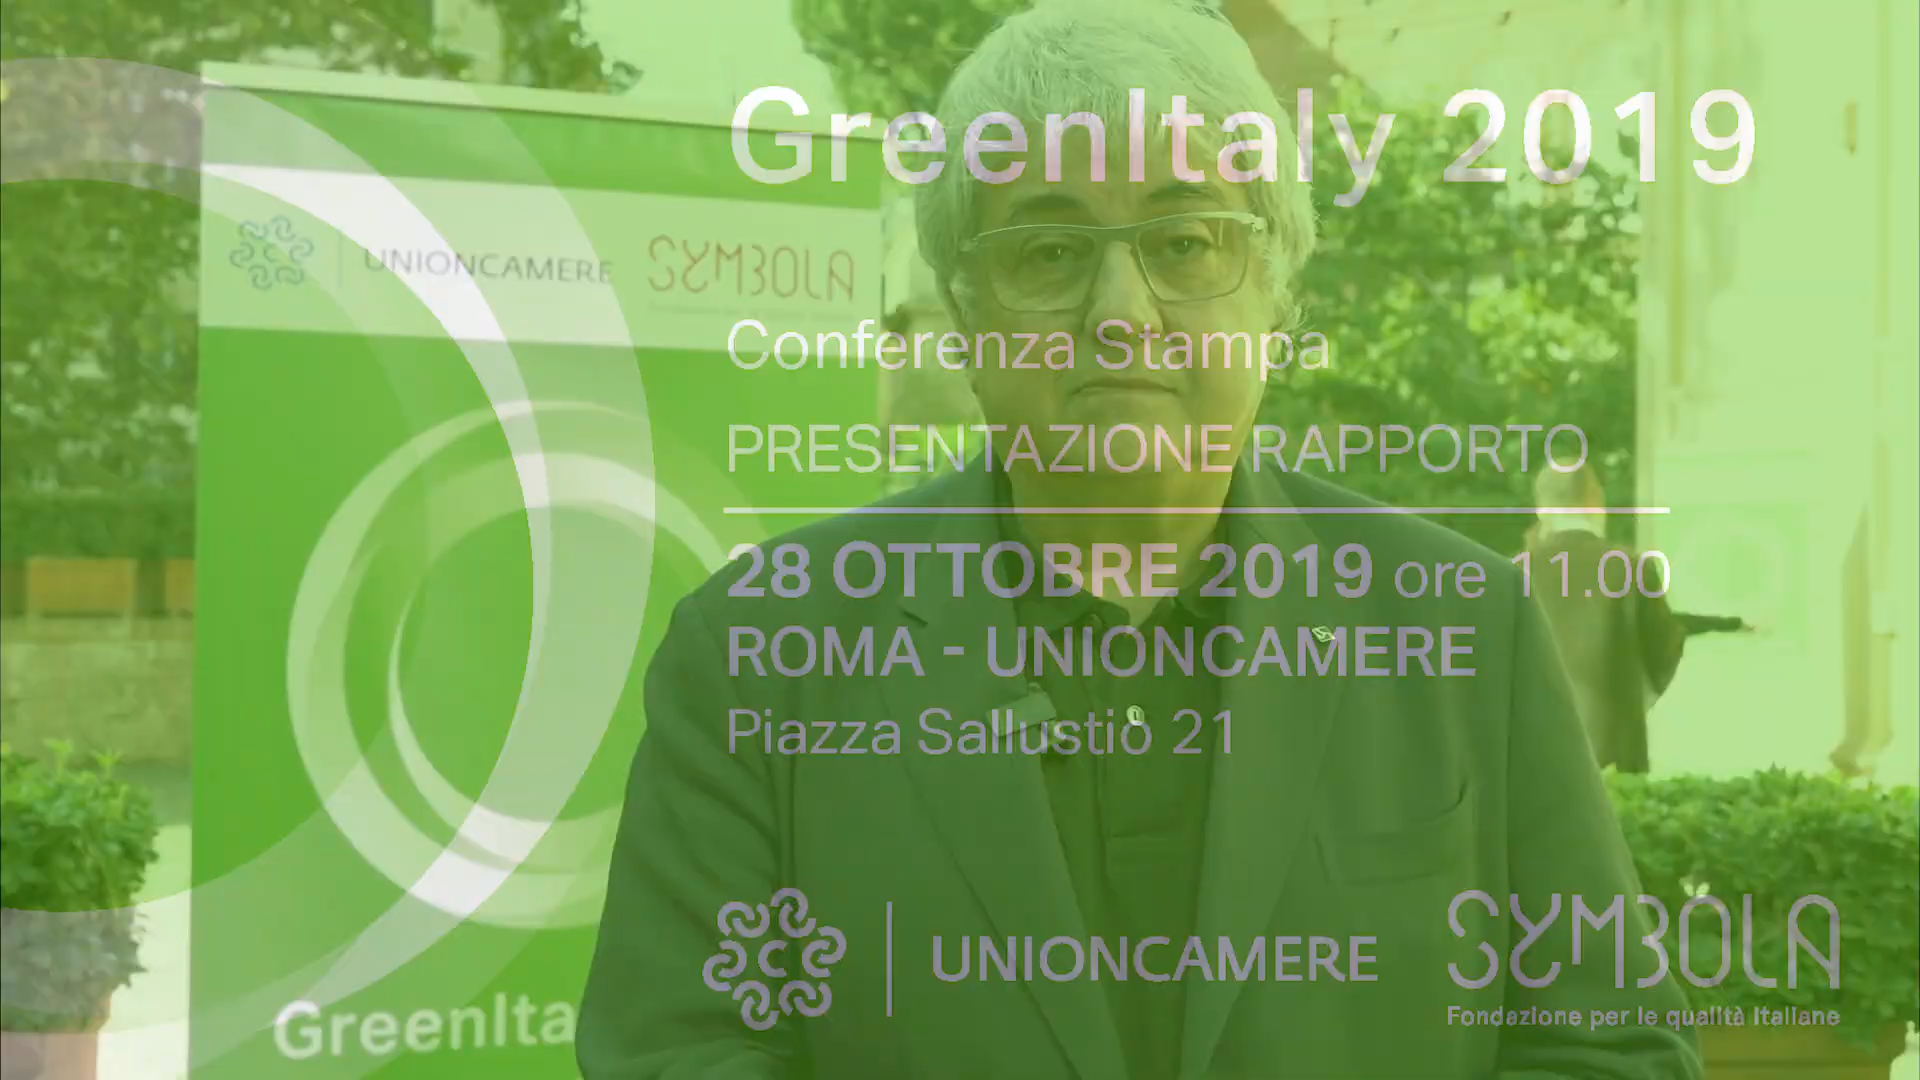 GreenItaly 2019
UNIONCAMERE SYMBOLA
Conferenza Stampa
PRESENTAZIONE RAPPORTO
28 OTTOBRE 2019 ore 11.00
ROMA - UNIONCAMERE
Piazza Sallustio 21
UNIONCAMERE SYMBOLA
Fondazione per le qualità Italiane
GreenIta